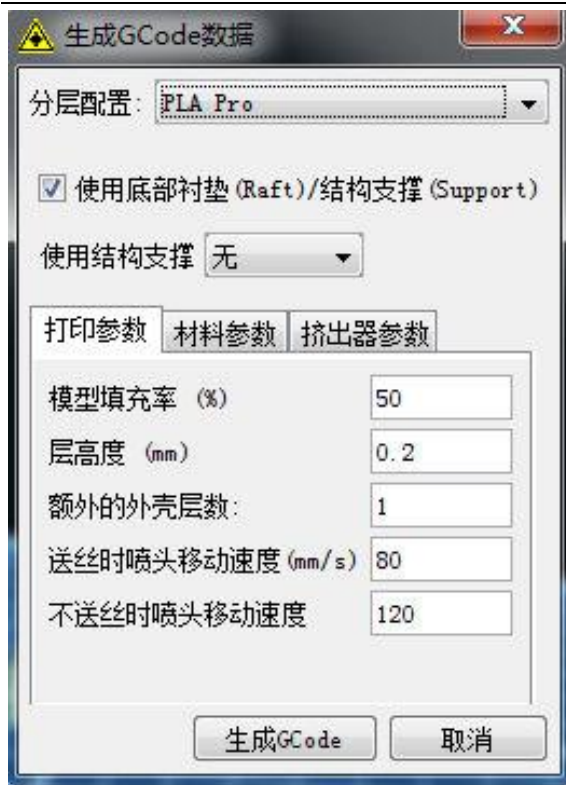 生成GCode数据
分层配置: PLA Pro
使用底部衬垫(Raft)/结构支撑(Support)
使用结构支撑 无
打印参数 材料参数 挤出器参数
模型填充率 (%) 50
层高度 (mm) 0.2
额外的外壳层数: 1
送丝时喷头移动速度(mm/s) 80
不送丝时喷头移动速度 120
生成GCode 取消